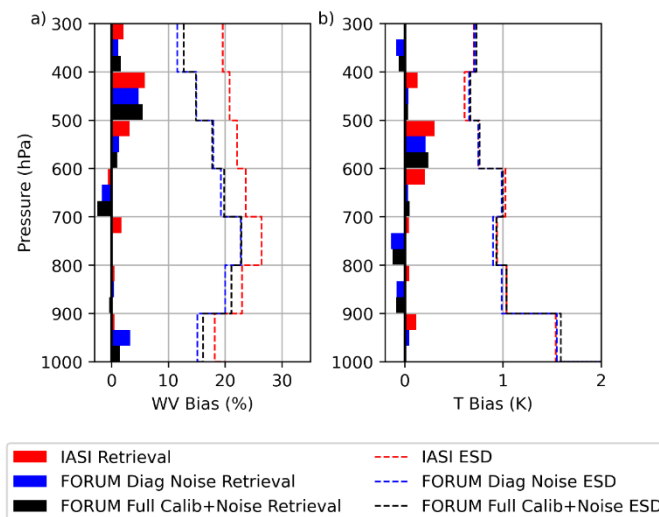 a)
b)
300
400
500
600
700
800
900
1000
Pressure (hPa)
0 10 20 30
WV Bias (%)
300
400
500
600
700
800
900
1000
0 1 2
T Bias (K)
IASI Retrieval
FORUM Diag Noise Retrieval
FORUM Full Calib+Noise Retrieval
IASI ESD
FORUM Diag Noise ESD
FORUM Full Calib+Noise ESD